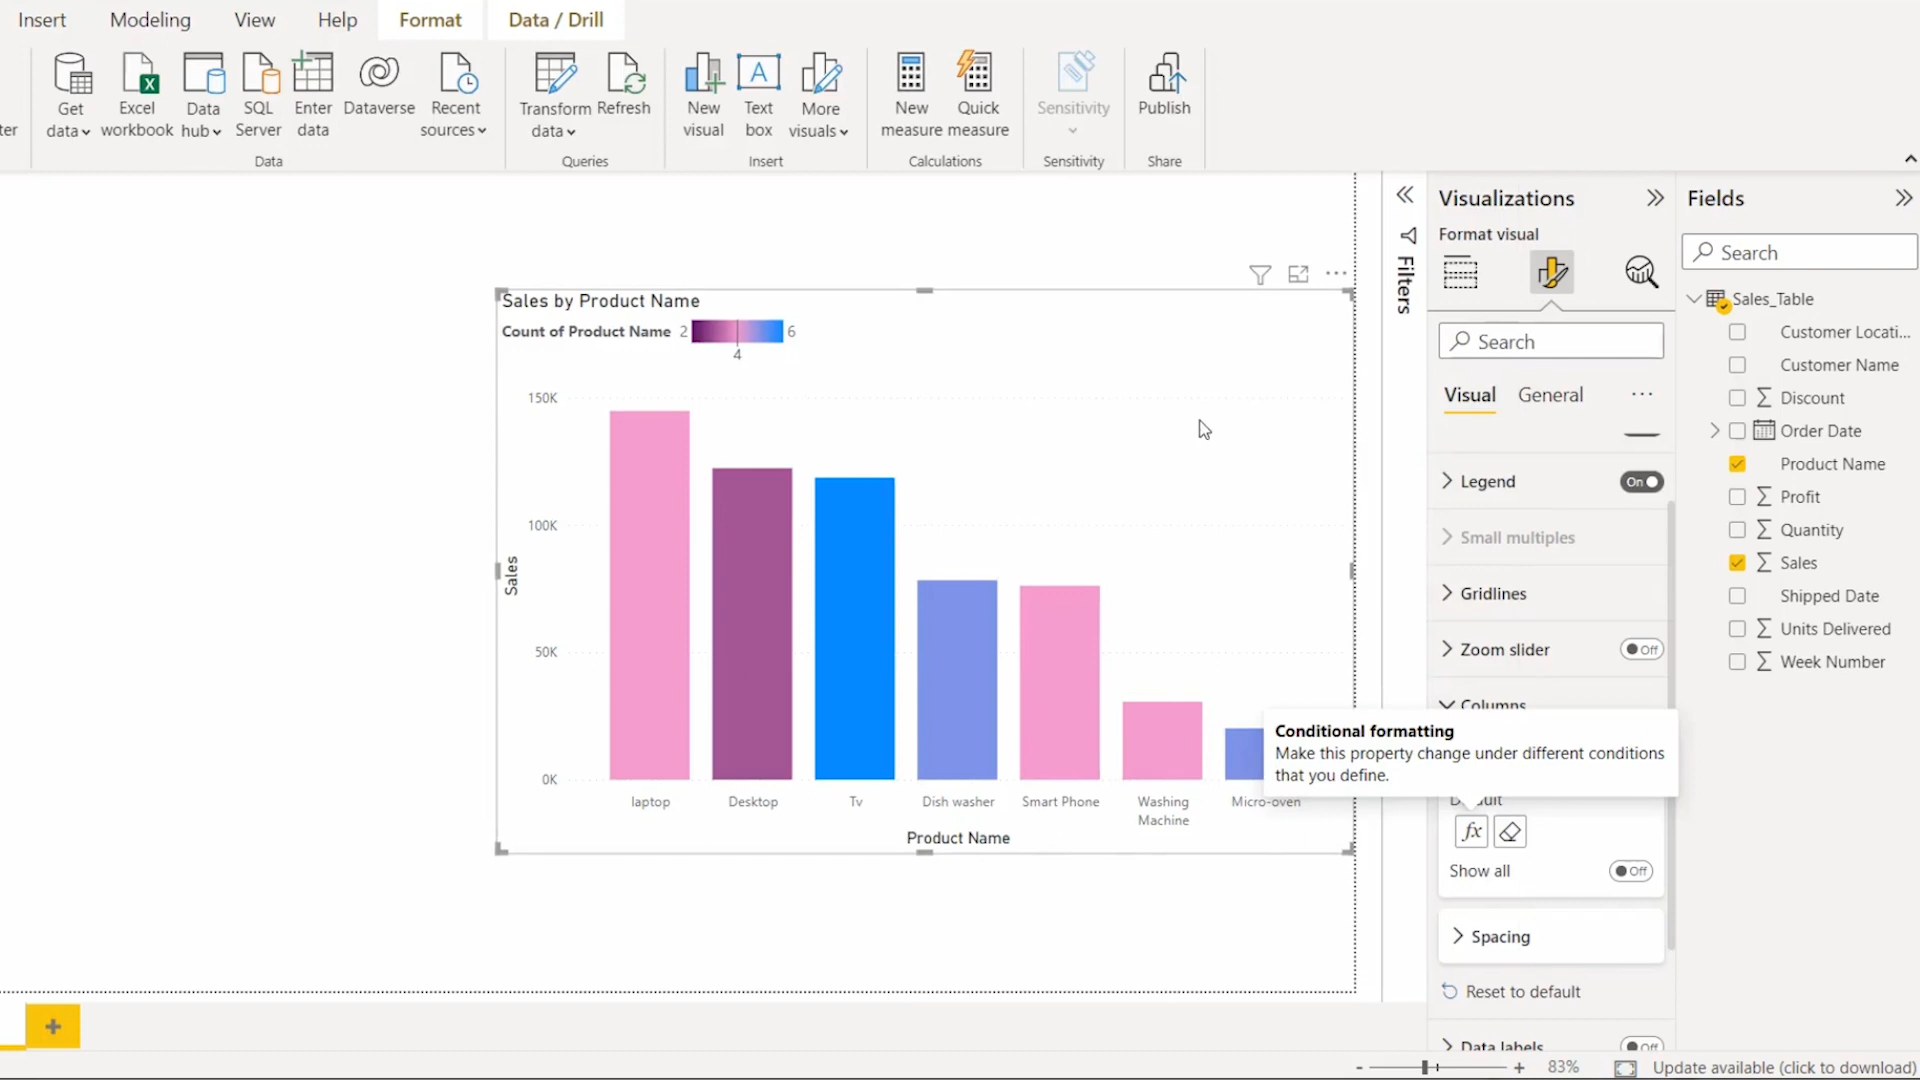 Insert Modeling View Help Format Data / Drill
ter
Get data
Excel workbook
Data hub
SQL Server
Enter data
Dataverse
Recent sources
Data
Transform data
Refresh
Queries
New visual
Text box
More visuals
Insert
New measure
Quick measure
Calculations
Sensitivity
Sensitivity
Publish
Share
Sales by Product Name
Count of Product Name 2 6
4
150K
100K
50K
0K
Sales
laptop
Desktop
Tv
Dish washer
Smart Phone
Washing
Machine
Micro-oven
Product Name
Filters
Visualizations
Format visual
Search
Visual General ...
Legend On
Small multiples
Gridlines
Zoom slider Off
Columns
Conditional formatting
Make this property change under different conditions
that you define.
fx
Show all Off
Spacing
Reset to default
Data labels Off
Fields
Search
Sales_Table
Customer Locati...
Customer Name
Discount
Order Date
Product Name
Profit
Quantity
Sales
Shipped Date
Units Delivered
Week Number
- + 83% Update available (click to download)